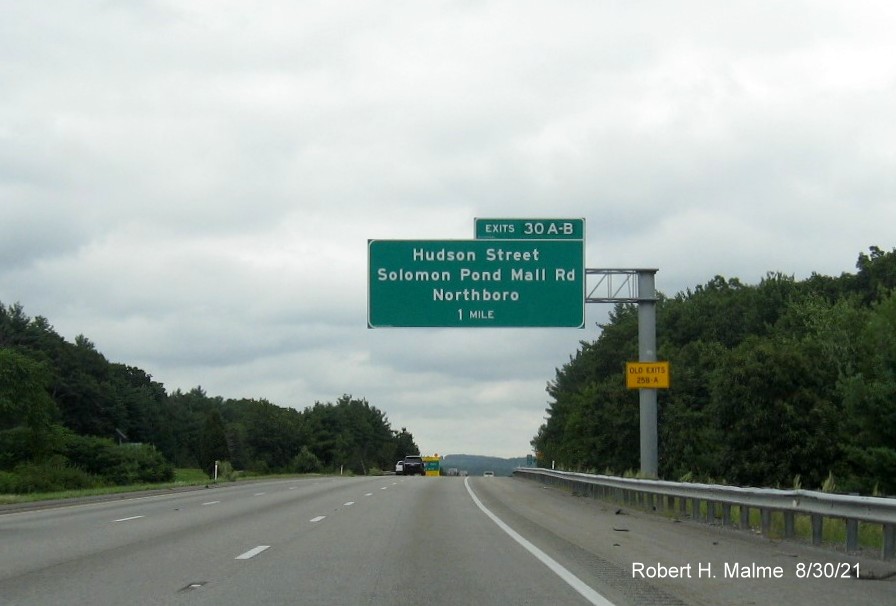 EXITS 30 A-B
Hudson Street
Solomon Pond Mall Rd
Northboro
1 MILE
OLD EXITS
25B-A
Robert H. Malme 8/30/21